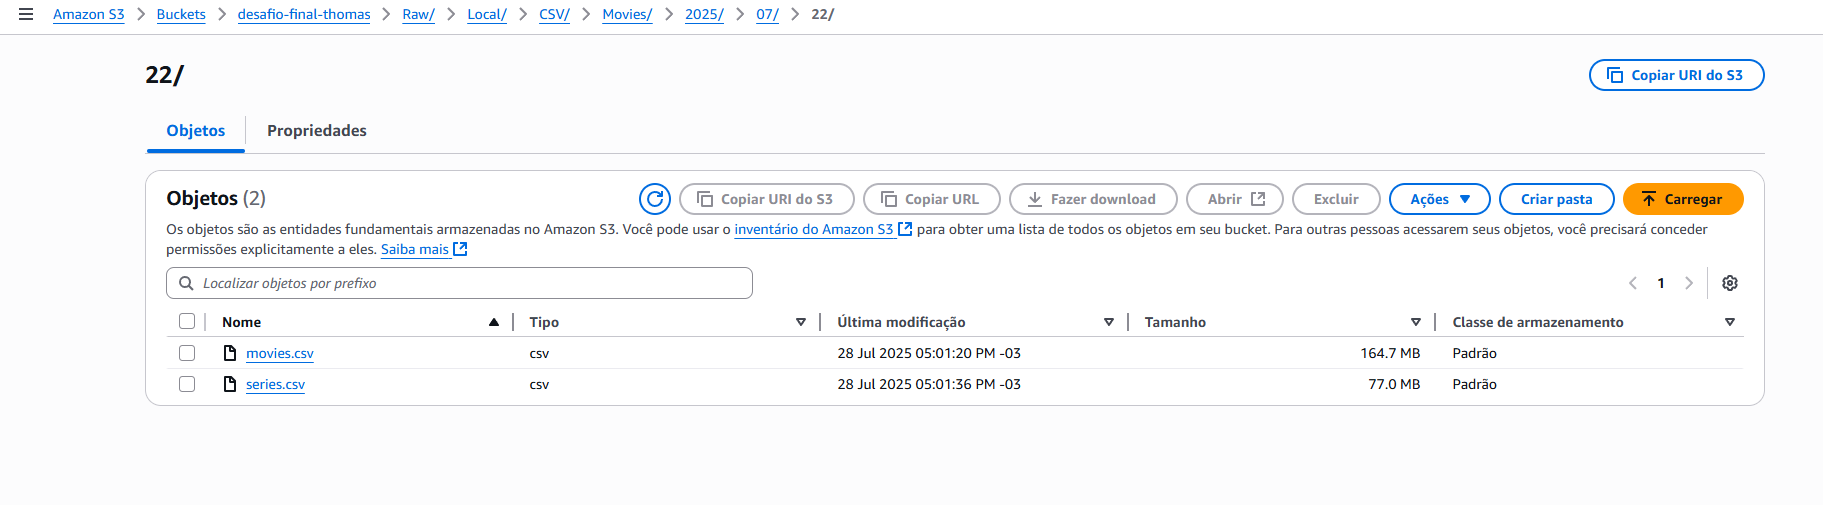 Amazon S3 > Buckets > desafio-final-thomas > Raw/ > Local/ > CSV/ > Movies/ > 2025/ > 07/ > 22/
22/
Copiar URI do S3
Objetos Propriedades
Objetos (2) Copiar URI do S3 Copiar URL Fazer download Abrir Excluir Ações Criar pasta Carregar
Os objetos são as entidades fundamentais armazenadas no Amazon S3. Você pode usar o inventário do Amazon S3 para obter uma lista de todos os objetos em seu bucket. Para outras pessoas acessarem seus objetos, você precisará conceder
permissões explicitamente a eles. Saiba mais
Localizar objetos por prefixo 1
Nome Tipo Última modificação Tamanho Classe de armazenamento
movies.csv csv 28 Jul 2025 05:01:20 PM -03 164.7 MB Padrão
series.csv csv 28 Jul 2025 05:01:36 PM -03 77.0 MB Padrão